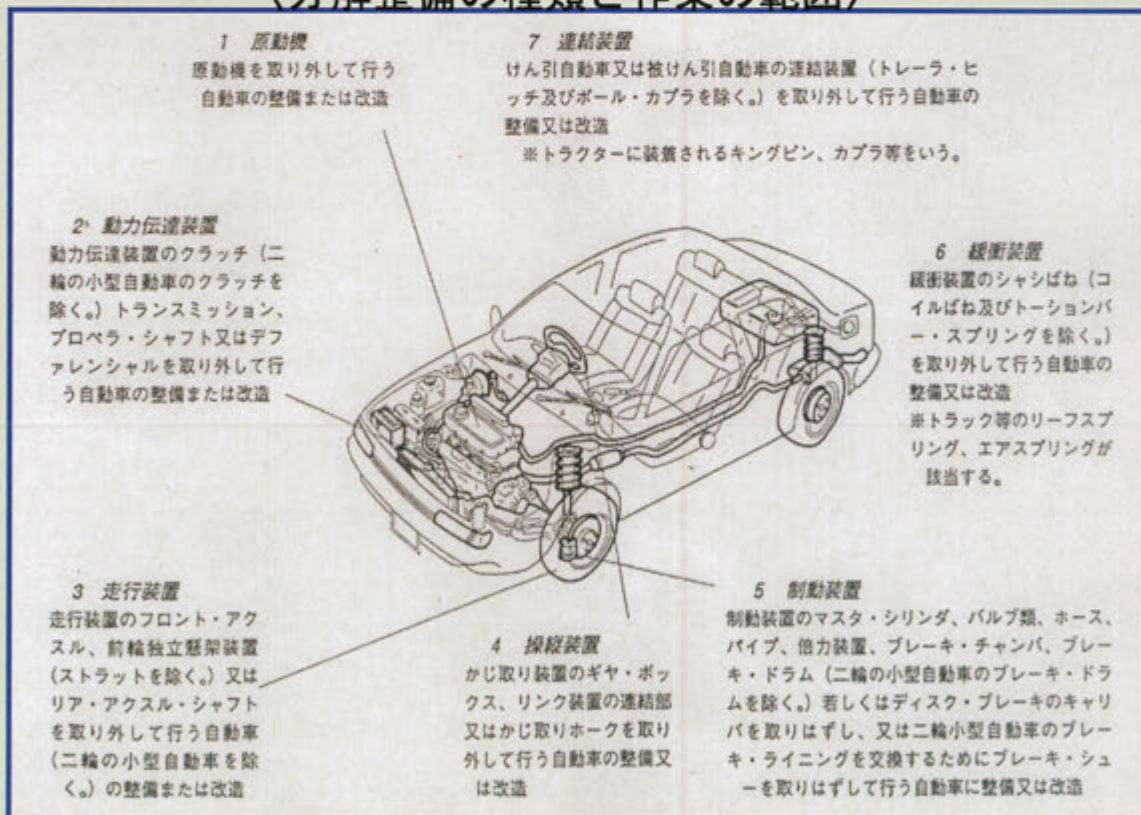 (分解整備の種類と作業の範囲)
1 原動機
原動機を取り外して行う
自動車の整備または改造
7 連結装置
けん引自動車又は被けん引自動車の連結装置（トレーラ・ヒ
ッチ及びボール・カプラを除く。）を取り外して行う自動車の
整備又は改造
※トラクターに装着されるキングピン、カプラ等をいう。
2 動力伝達装置
動力伝達装置のクラッチ（二
輪の小型自動車のクラッチを
除く。）トランスミッション、
プロペラ・シャフト又はデフ
ァレンシャルを取り外して行
う自動車の整備または改造
6 緩衝装置
緩衝装置のシャシばね（コ
イルばね及びトーションバ
ー・スプリングを除く。）
を取り外して行う自動車の
整備又は改造
※トラック等のリーフスプ
リング、エアスプリングが
該当する。
3 走行装置
走行装置のフロント・アク
スル、前輪独立懸架装置
（ストラットを除く。）又は
リア・アクスル・シャフト
を取り外して行う自動車
（二輪の小型自動車を除
く。）の整備または改造
4 操縦装置
かじ取り装置のギヤ・ボッ
クス、リンク装置の連結部
又はかじ取りホークを取り
外して行う自動車の整備又
は改造
5 制動装置
制動装置のマスタ・シリンダ、バルブ類、ホース、
パイプ、倍力装置、ブレーキ・チャンバ、ブレー
キ・ドラム（二輪の小型自動車のブレーキ・ドラ
ムを除く。）若しくはディスク・ブレーキのキャリ
パを取りはずし、又は二輪小型自動車のブレー
キ・ライニングを交換するためにブレーキ・シュ
ーを取りはずして行う自動車に整備又は改造